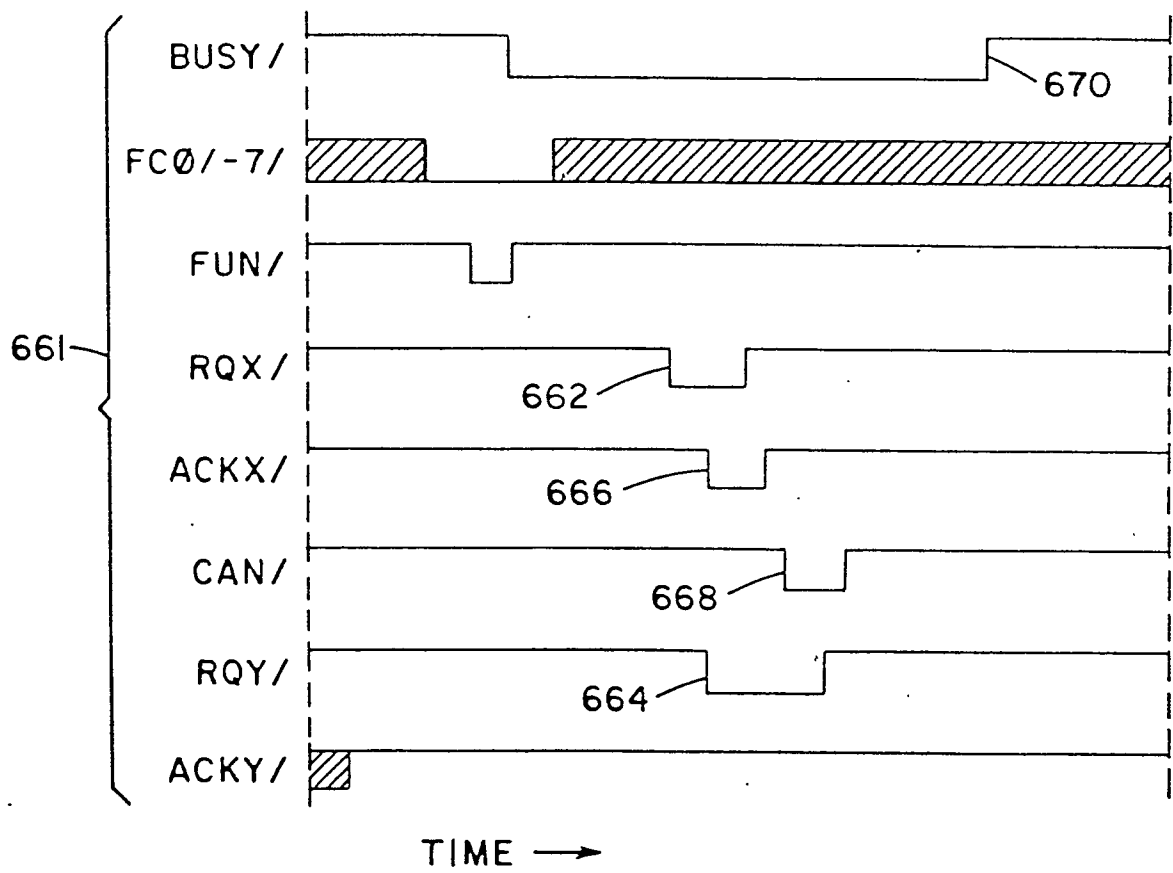 BUSY/
670
FCØ/-7/
FUN/
661
RQX/
662
ACKX/
666
CAN/
668
RQY/
664
ACKY/
TIME →